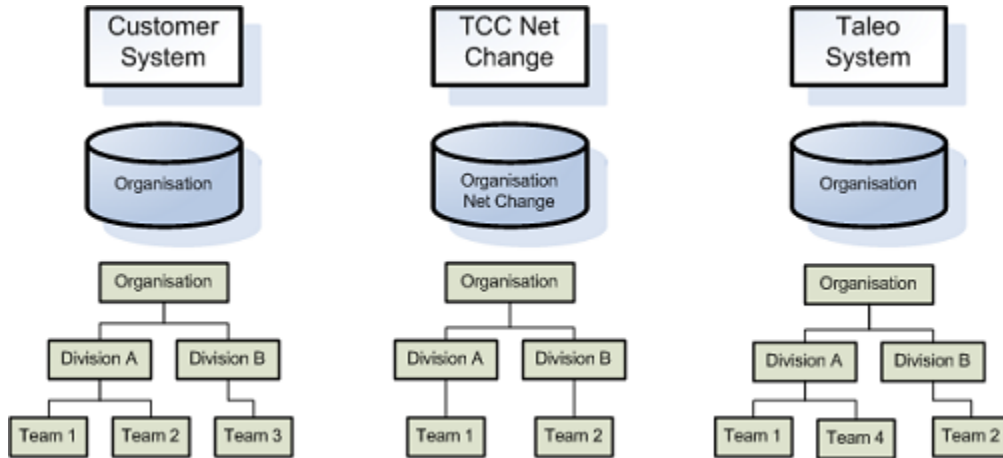 Customer
System
TCC Net
Change
Taleo
System
Organisation
Organisation
Net Change
Organisation
Organisation
Organisation
Organisation
Division A
Division B
Division A
Division B
Division A
Division B
Team 1
Team 2
Team 3
Team 1
Team 2
Team 1
Team 4
Team 2